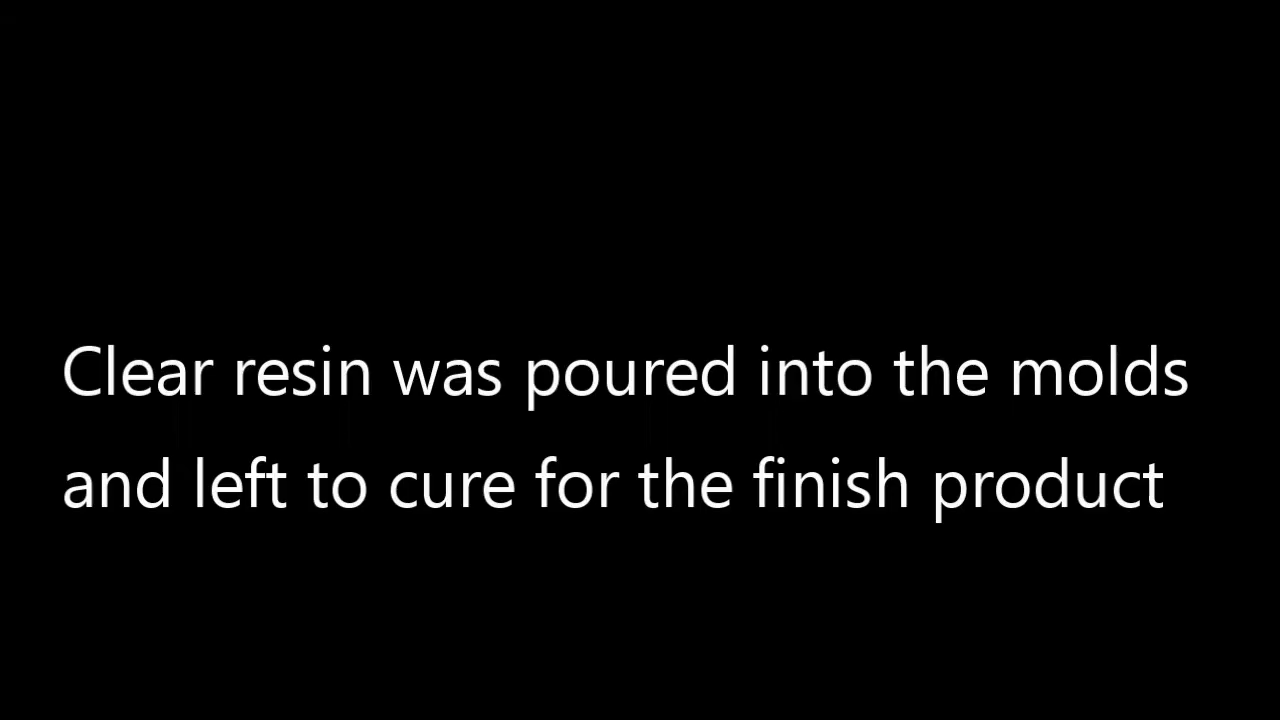 Clear resin was poured into the molds
and left to cure for the finish product